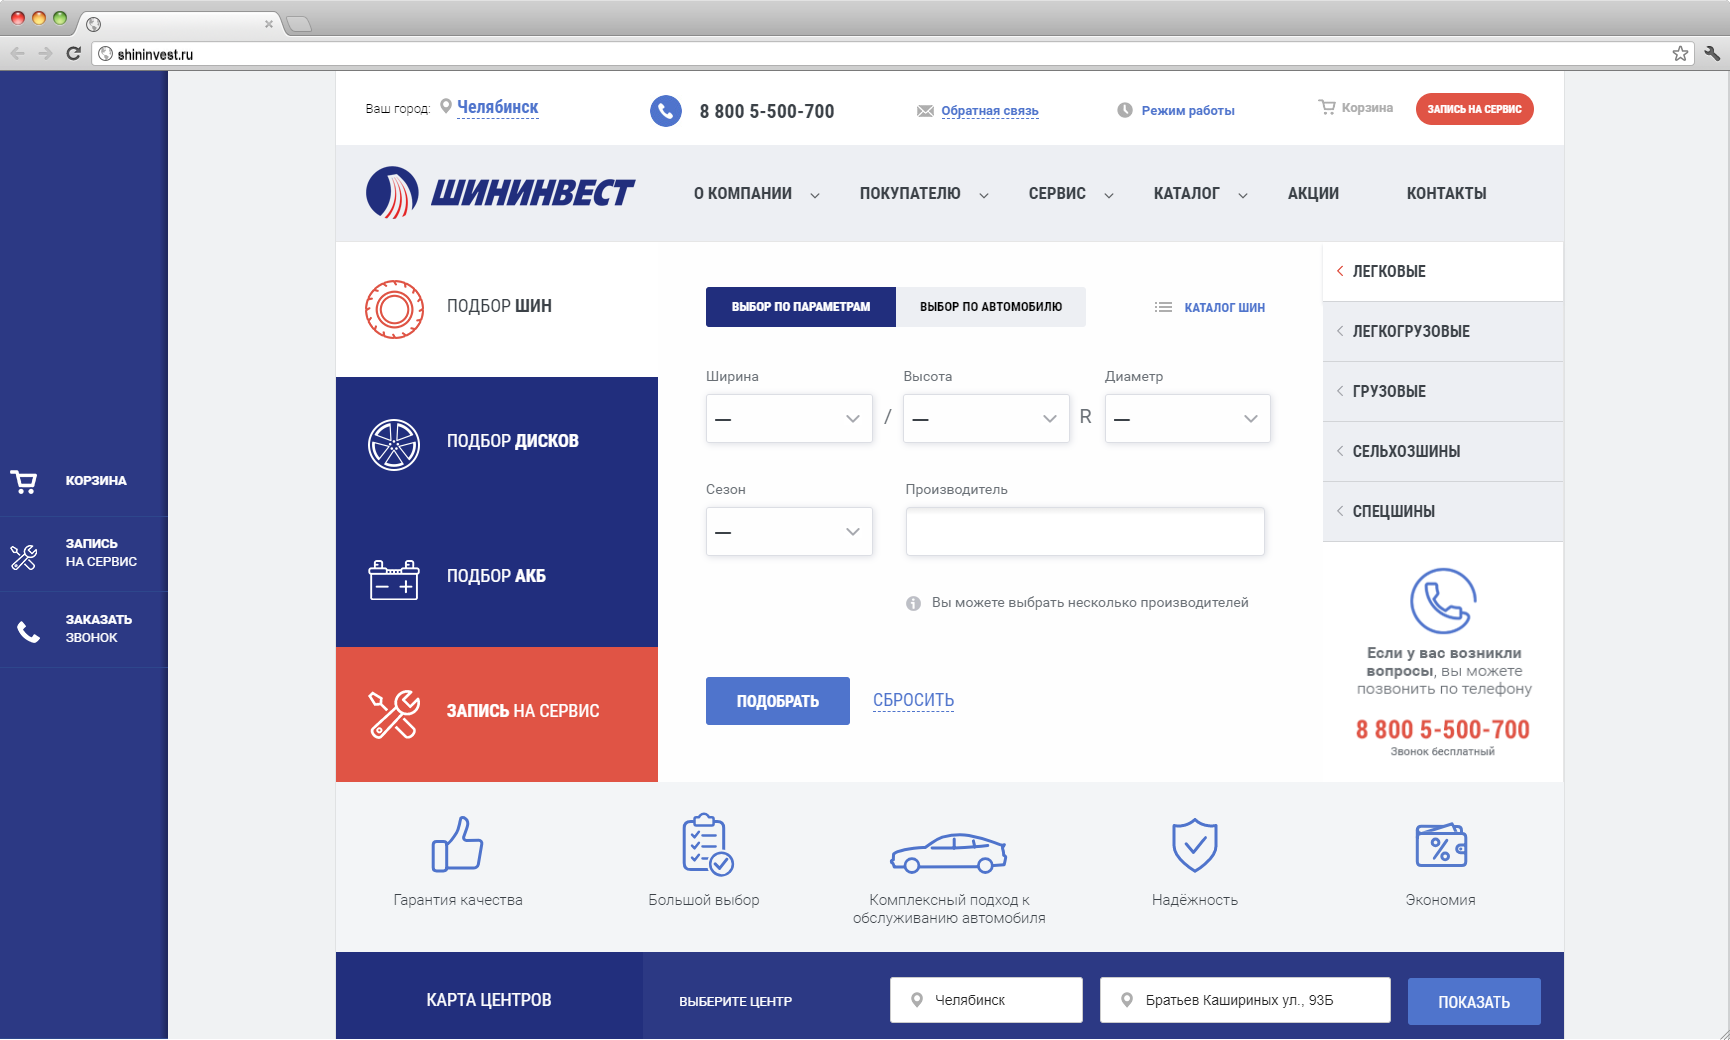 shininvest.ru
Ваш город: Челябинск
8 800 5-500-700
Обратная связь
Режим работы
Корзина
ЗАПИСЬ НА СЕРВИС
ШИНИНВЕСТ
О КОМПАНИИ
ПОКУПАТЕЛЮ
СЕРВИС
КАТАЛОГ
АКЦИИ
КОНТАКТЫ
КОРЗИНА
ЗАПИСЬ
НА СЕРВИС
ЗАКАЗАТЬ
ЗВОНОК
ПОДБОР ШИН
ПОДБОР ДИСКОВ
ПОДБОР АКБ
ЗАПИСЬ НА СЕРВИС
ВЫБОР ПО ПАРАМЕТРАМ
ВЫБОР ПО АВТОМОБИЛЮ
КАТАЛОГ ШИН
Ширина
Высота
Диаметр
— / — R —
Сезон
Производитель
—
Вы можете выбрать несколько производителей
ПОДОБРАТЬ
СБРОСИТЬ
ЛЕГКОВЫЕ
ЛЕГКОГРУЗОВЫЕ
ГРУЗОВЫЕ
СЕЛЬХОЗШИНЫ
СПЕЦШИНЫ
Если у вас возникли
вопросы, вы можете
позвонить по телефону
8 800 5-500-700
Звонок бесплатный
Гарантия качества
Большой выбор
Комплексный подход к
обслуживанию автомобиля
Надёжность
Экономия
КАРТА ЦЕНТРОВ
ВЫБЕРИТЕ ЦЕНТР
Челябинск
Братьев Кашириных ул., 93Б
ПОКАЗАТЬ